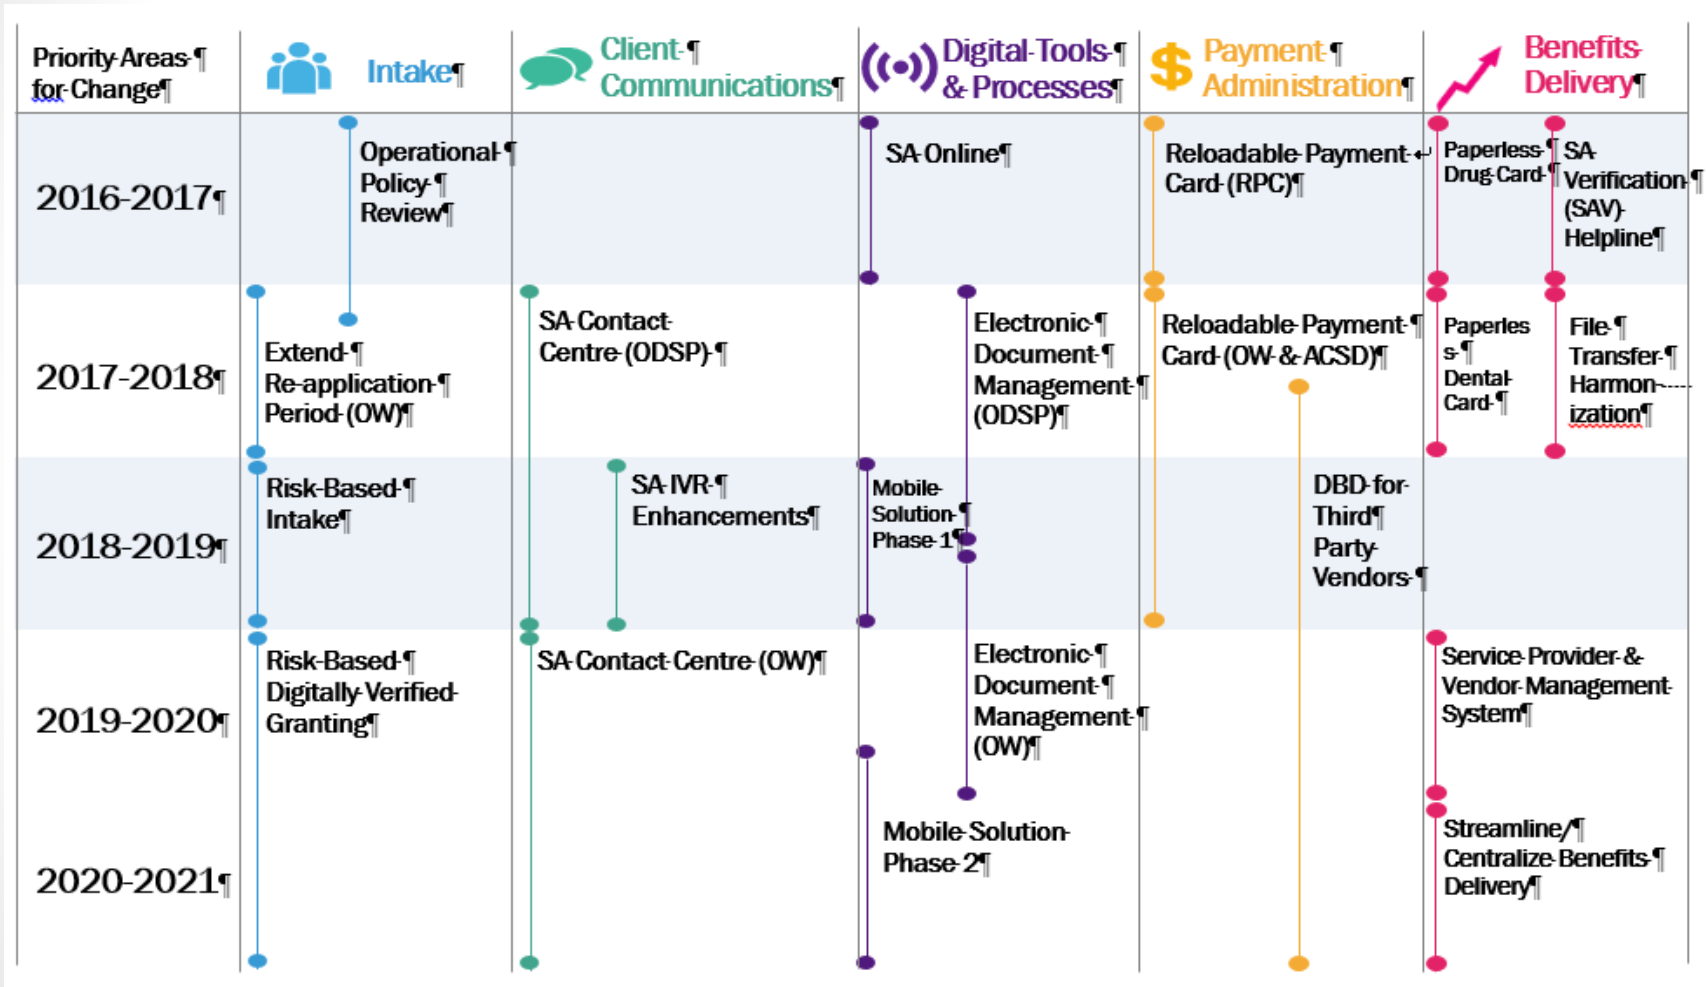 Priority Areas ¶
for Change¶
Intake¶
Client ¶
Communications¶
Digital Tools ¶
& Processes¶
Payment ¶
Administration¶
Benefits
Delivery¶
2016-2017¶
Operational ¶
Policy ¶
Review¶
SA Online¶
Reloadable Payment ↵
Card (RPC)¶
Paperless ¶
Drug Card ¶
SA
Verification ¶
(SAV)
Helpline¶
2017-2018¶
Extend ¶
Re-application ¶
Period (OW)¶
SA Contact
Centre (ODSP) ¶
Electronic ¶
Document ¶
Management ¶
(ODSP)¶
Reloadable Payment ¶
Card (OW & ACSD)¶
Paperles
s ¶
Dental
Card ¶
File ¶
Transfer ¶
Harmon-
ization¶
2018-2019¶
Risk-Based ¶
Intake¶
SA IVR ¶
Enhancements¶
Mobile
Solution ¶
Phase 1¶
DBD for
Third¶
Party
Vendors ¶
2019-2020¶
Risk-Based ¶
Digitally Verified
Granting¶
SA Contact Centre (OW)¶
Electronic ¶
Document ¶
Management ¶
(OW)¶
Service Provider &
Vendor Management
System¶
2020-2021¶
Mobile Solution
Phase 2¶
Streamline/¶
Centralize Benefits ¶
Delivery¶